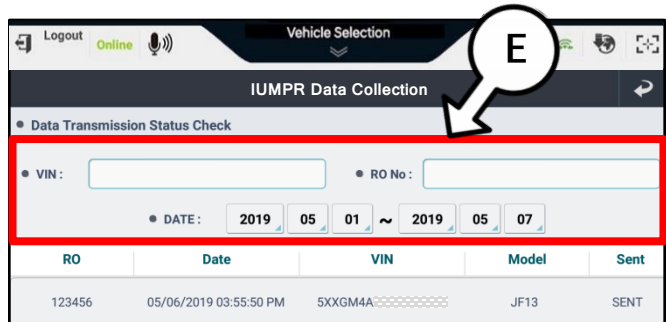 Logout Online Vehicle Selection E
IUMPR Data Collection
● Data Transmission Status Check
● VIN : ● RO No :
● DATE : 2019 05 01 ~ 2019 05 07
RO Date VIN Model Sent
123456 05/06/2019 03:55:50 PM 5XXGM4A JF13 SENT